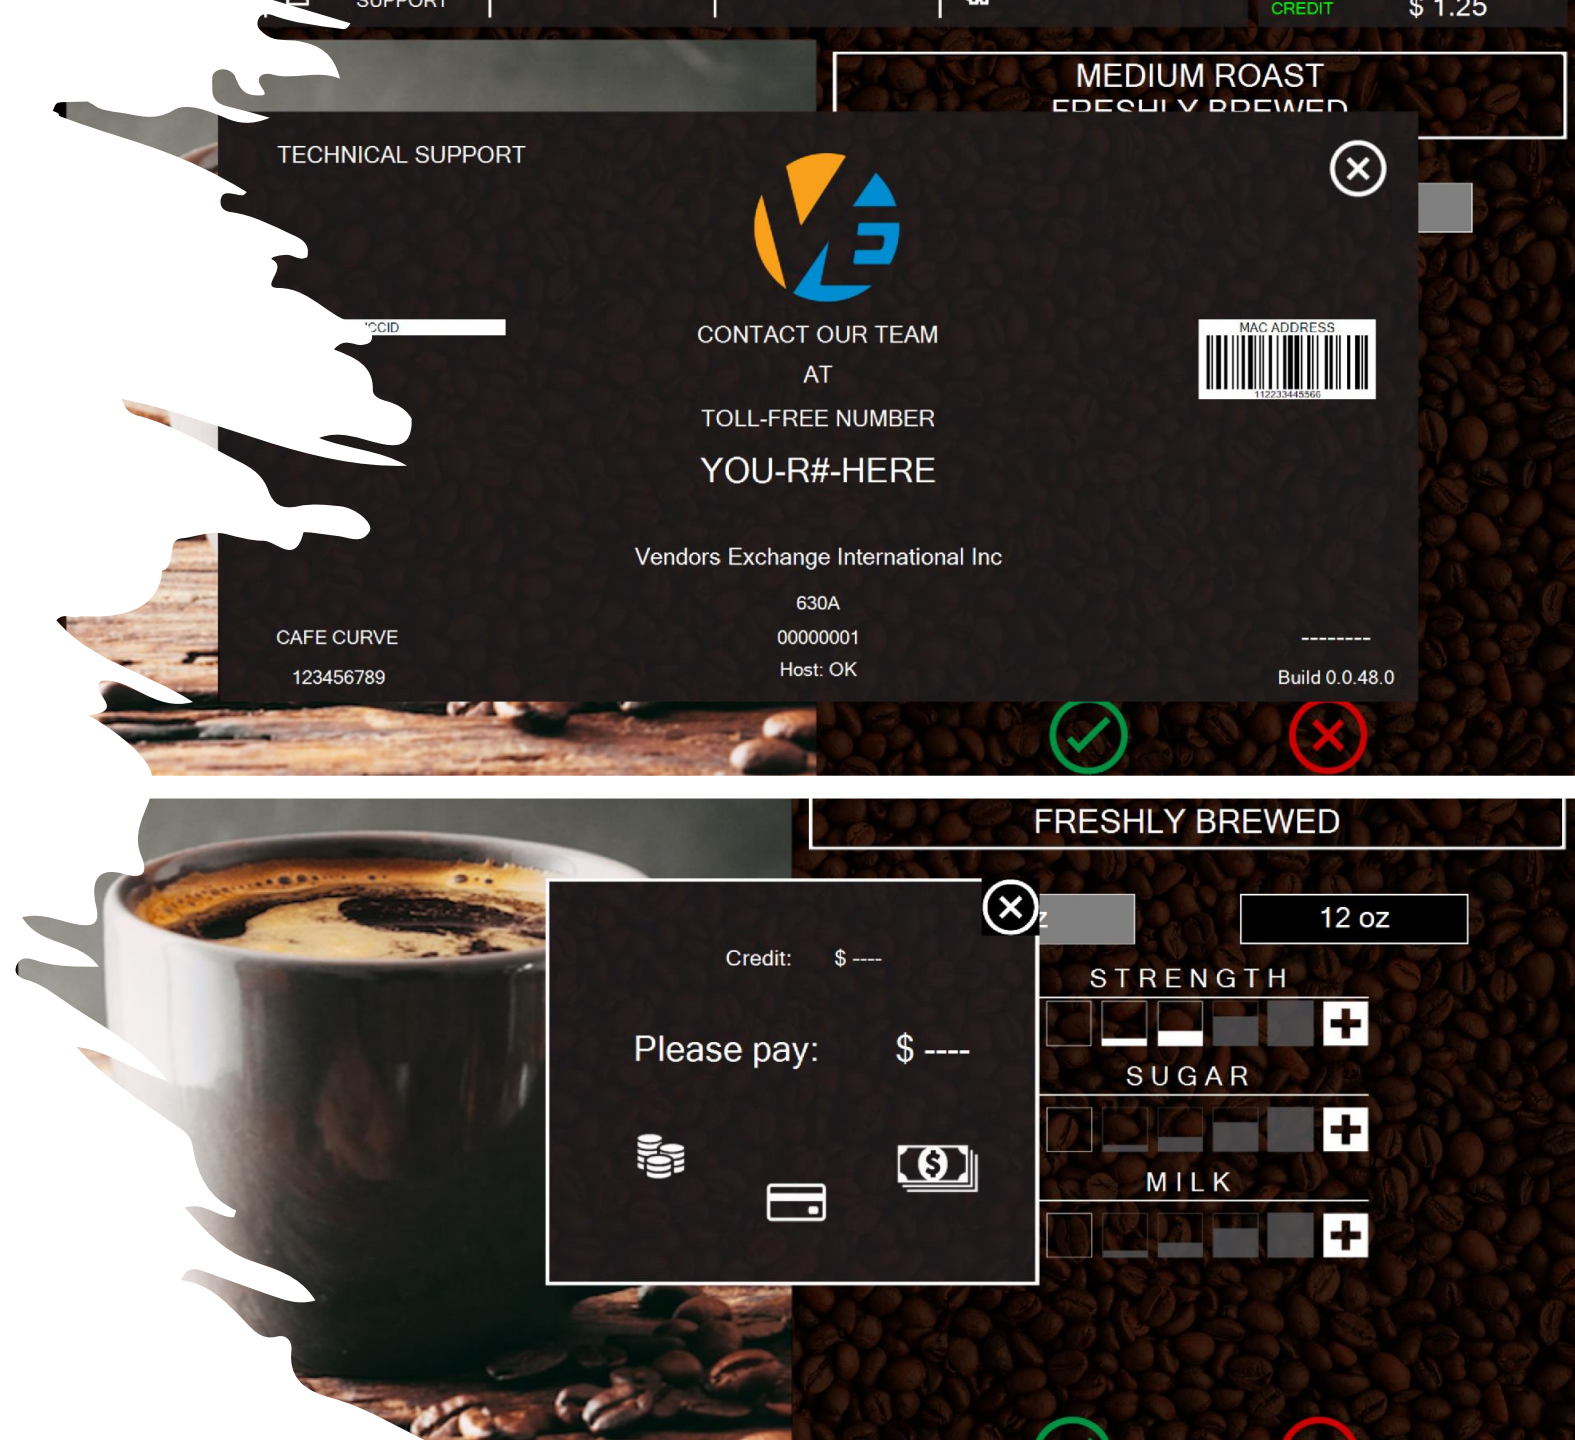 SUPPORT
CREDIT $ 1.25
MEDIUM ROAST
FRESHLY BREWED
TECHNICAL SUPPORT
MAC ADDRESS
112233445566
CONTACT OUR TEAM
AT
TOLL-FREE NUMBER
YOU-R#-HERE
Vendors Exchange International Inc
630A
CAFE CURVE
00000001
--------
123456789
Host: OK
Build 0.0.48.0
FRESHLY BREWED
12 oz
Credit: $ ----
STRENGTH
Please pay: $ ----
SUGAR
MILK